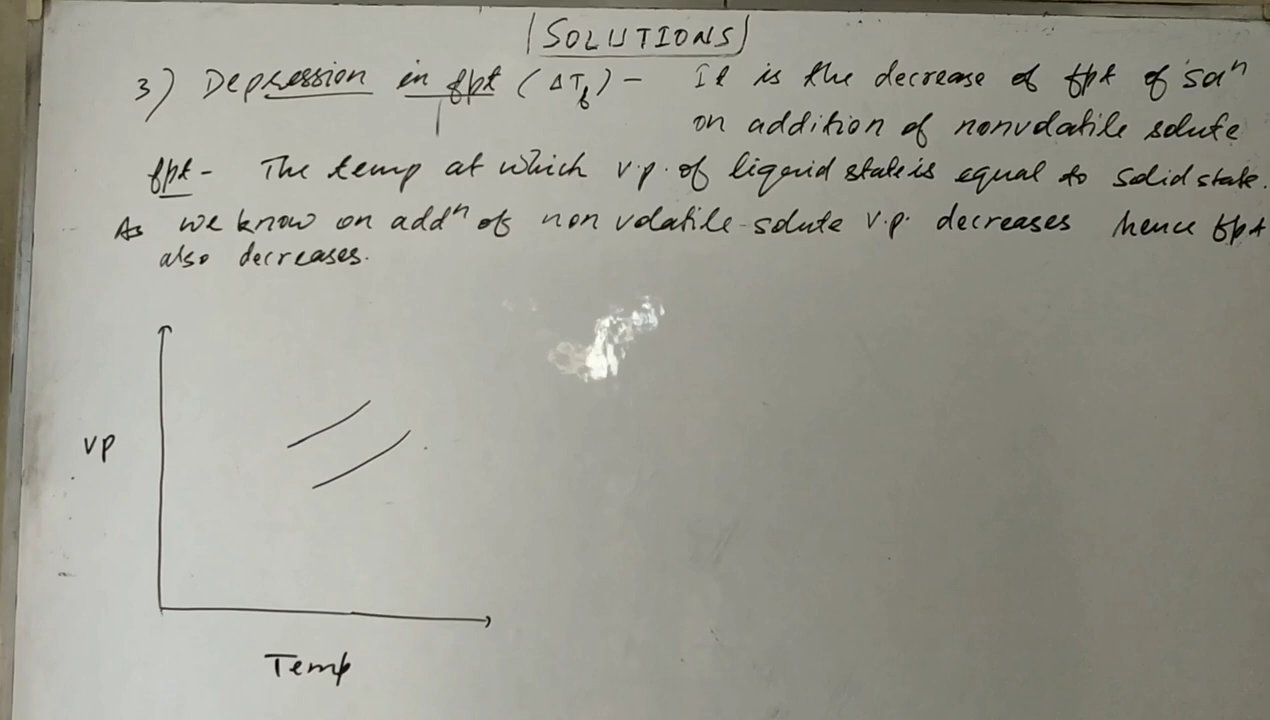 SOLUTIONS
3) Depression in fpt (ΔTf) – It is the decrease of fpt of solⁿ
on addition of nonvolatile solute
fpt - The temp at which v.p. of liquid state is equal to solid state.
As we know on addⁿ of non volatile solute v.p. decreases hence fpt
also decreases.
VP
Temp